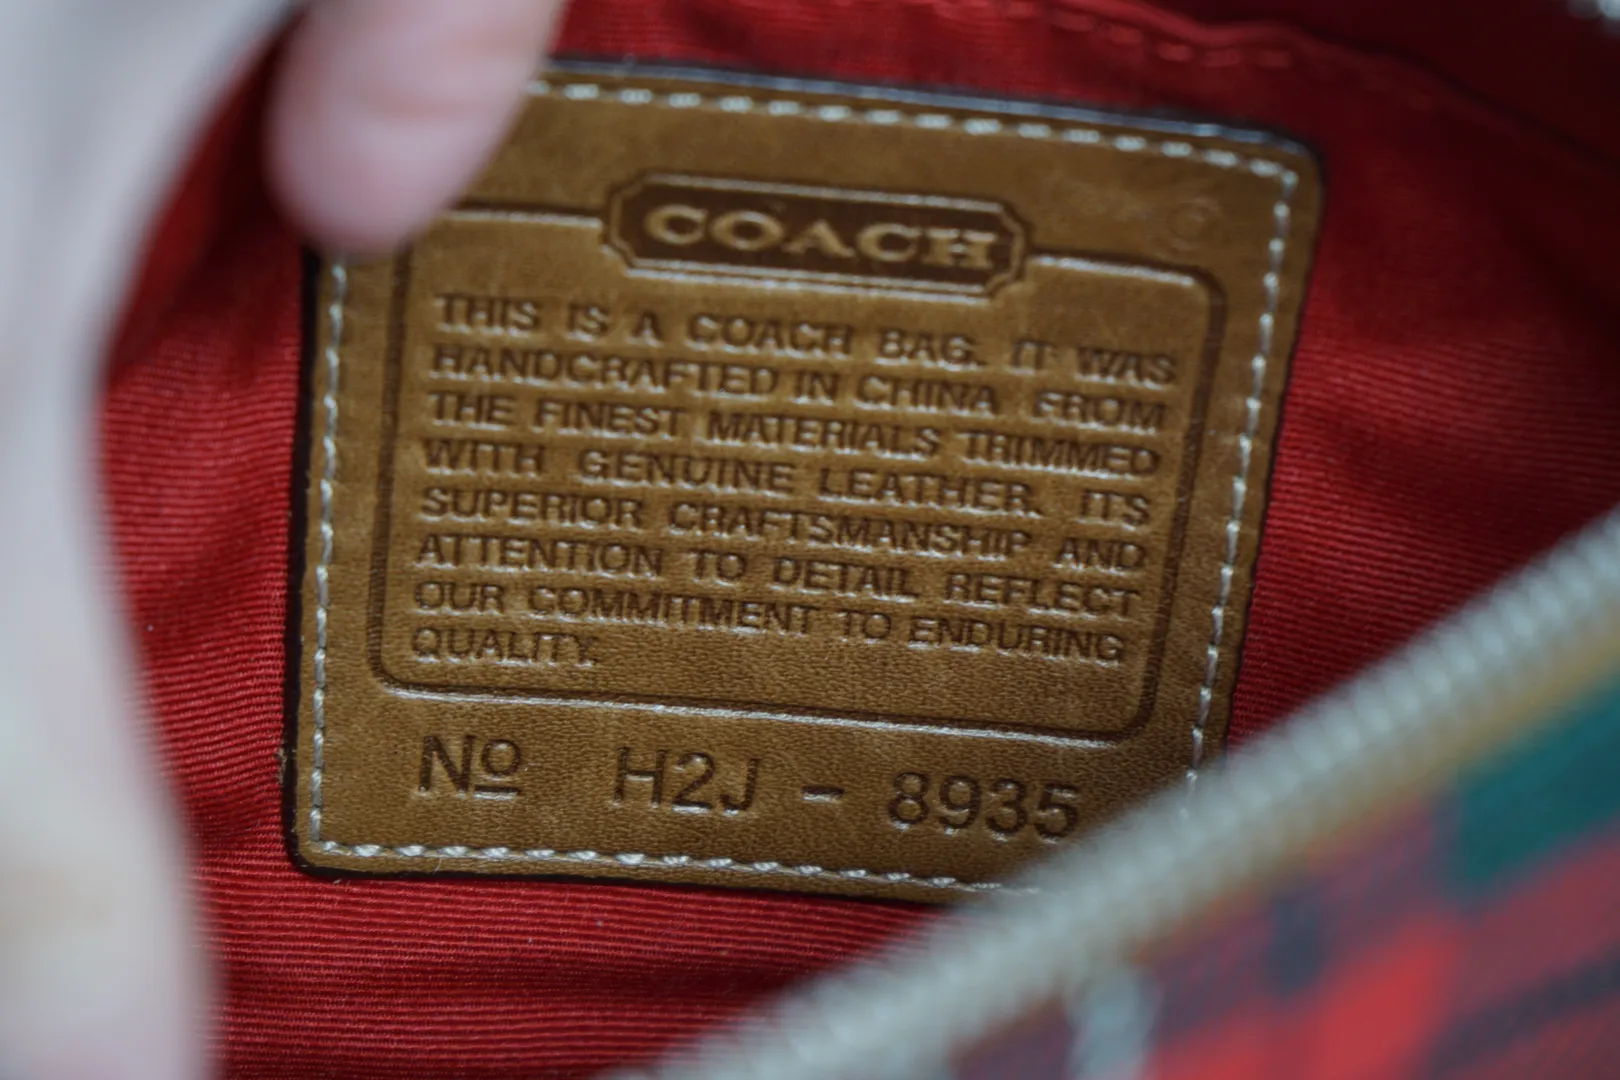 COACH
THIS IS A COACH BAG. IT WAS
HANDCRAFTED IN CHINA FROM
THE FINEST MATERIALS TRIMMED
WITH GENUINE LEATHER. ITS
SUPERIOR CRAFTSMANSHIP AND
ATTENTION TO DETAIL REFLECT
OUR COMMITMENT TO ENDURING
QUALITY.
Nº H2J - 8935